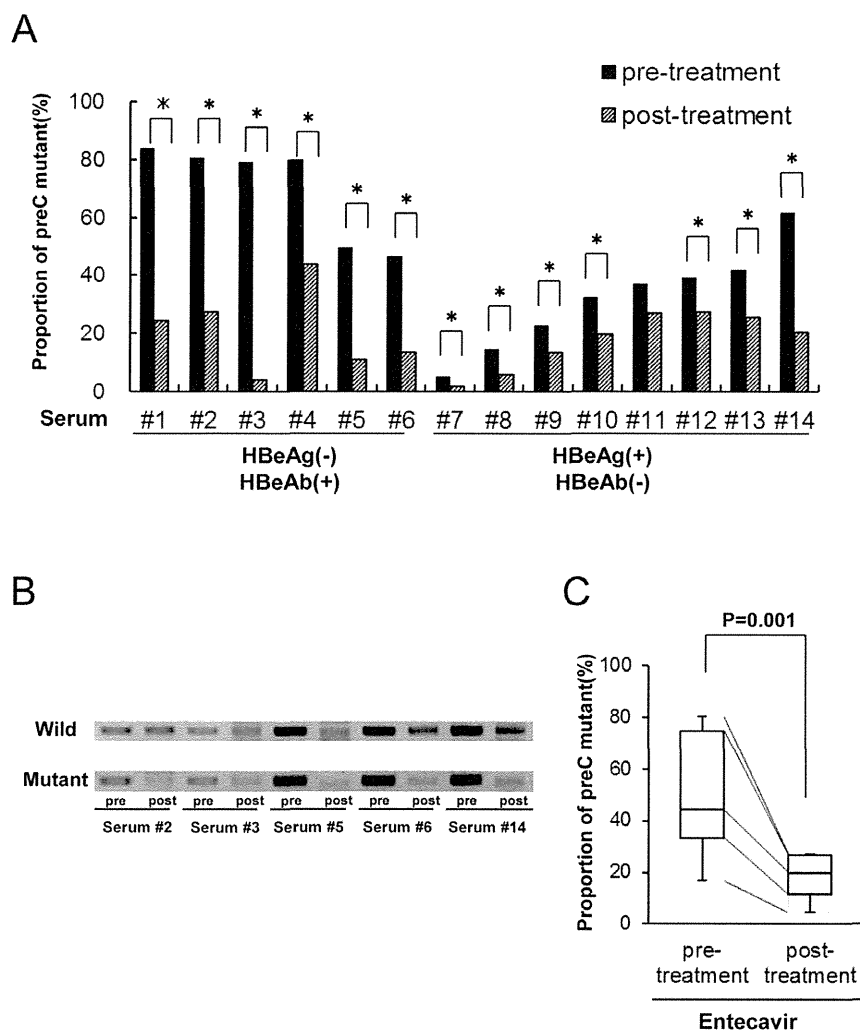 A
pre-treatment
post-treatment
Proportion of preC mutant(%)
100
80
60
40
20
0
* * * * * * * * * * * * *
Serum #1 #2 #3 #4 #5 #6 #7 #8 #9 #10 #11 #12 #13 #14
HBeAg(-) HBeAg(+)
HBeAb(+) HBeAb(-)
B
Wild
Mutant
pre post pre post pre post pre post pre post
Serum #2 Serum #3 Serum #5 Serum #6 Serum #14
C
P=0.001
Proportion of preC mutant(%)
100
80
60
40
20
0
pre- post-
treatment treatment
Entecavir